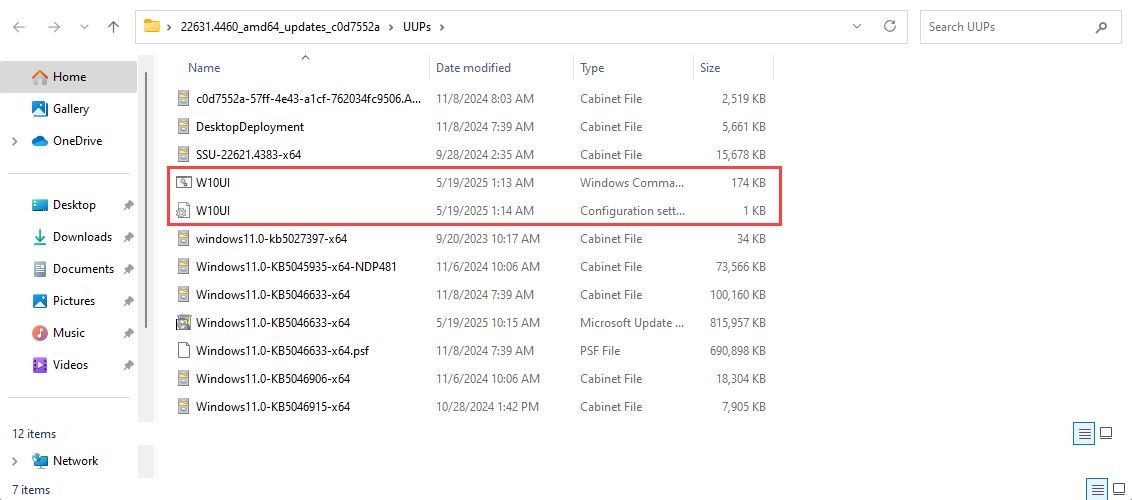 22631.4460_amd64_updates_c0d7552a > UUPs >
Search UUPs
Home
Gallery
OneDrive
Desktop
Downloads
Documents
Pictures
Music
Videos
Name Date modified Type Size
c0d7552a-57ff-4e43-a1cf-762034fc9506.A... 11/8/2024 8:03 AM Cabinet File 2,519 KB
DesktopDeployment 11/8/2024 7:39 AM Cabinet File 5,661 KB
SSU-22621.4383-x64 9/28/2024 2:35 AM Cabinet File 15,678 KB
W10UI 5/19/2025 1:13 AM Windows Comma... 174 KB
W10UI 5/19/2025 1:14 AM Configuration sett... 1 KB
windows11.0-kb5027397-x64 9/20/2023 10:17 AM Cabinet File 34 KB
Windows11.0-KB5045935-x64-NDP481 11/6/2024 10:06 AM Cabinet File 73,566 KB
Windows11.0-KB5046633-x64 11/8/2024 7:39 AM Cabinet File 100,160 KB
Windows11.0-KB5046633-x64 5/19/2025 10:15 AM Microsoft Update ... 815,957 KB
Windows11.0-KB5046633-x64.psf 11/8/2024 7:39 AM PSF File 690,898 KB
Windows11.0-KB5046906-x64 11/6/2024 10:06 AM Cabinet File 18,304 KB
Windows11.0-KB5046915-x64 10/28/2024 1:42 PM Cabinet File 7,905 KB
12 items
Network
7 items